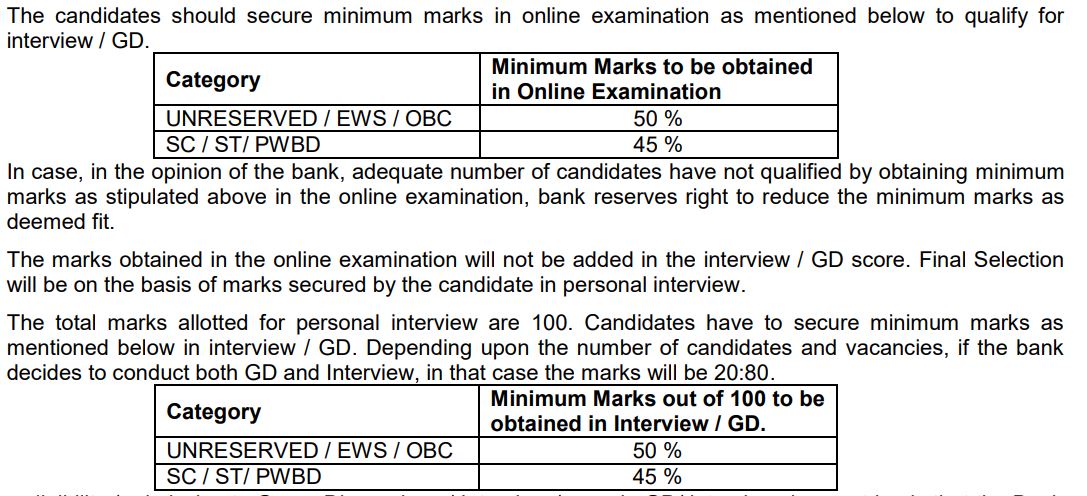 The candidates should secure minimum marks in online examination as mentioned below to qualify for
interview / GD.
Category
Minimum Marks to be obtained
in Online Examination
UNRESERVED / EWS / OBC 50 %
SC / ST/ PWBD 45 %
In case, in the opinion of the bank, adequate number of candidates have not qualified by obtaining minimum
marks as stipulated above in the online examination, bank reserves right to reduce the minimum marks as
deemed fit.
The marks obtained in the online examination will not be added in the interview / GD score. Final Selection
will be on the basis of marks secured by the candidate in personal interview.
The total marks allotted for personal interview are 100. Candidates have to secure minimum marks as
mentioned below in interview / GD. Depending upon the number of candidates and vacancies, if the bank
decides to conduct both GD and Interview, in that case the marks will be 20:80.
Category
Minimum Marks out of 100 to be
obtained in Interview / GD.
UNRESERVED / EWS / OBC 50 %
SC / ST/ PWBD 45 %